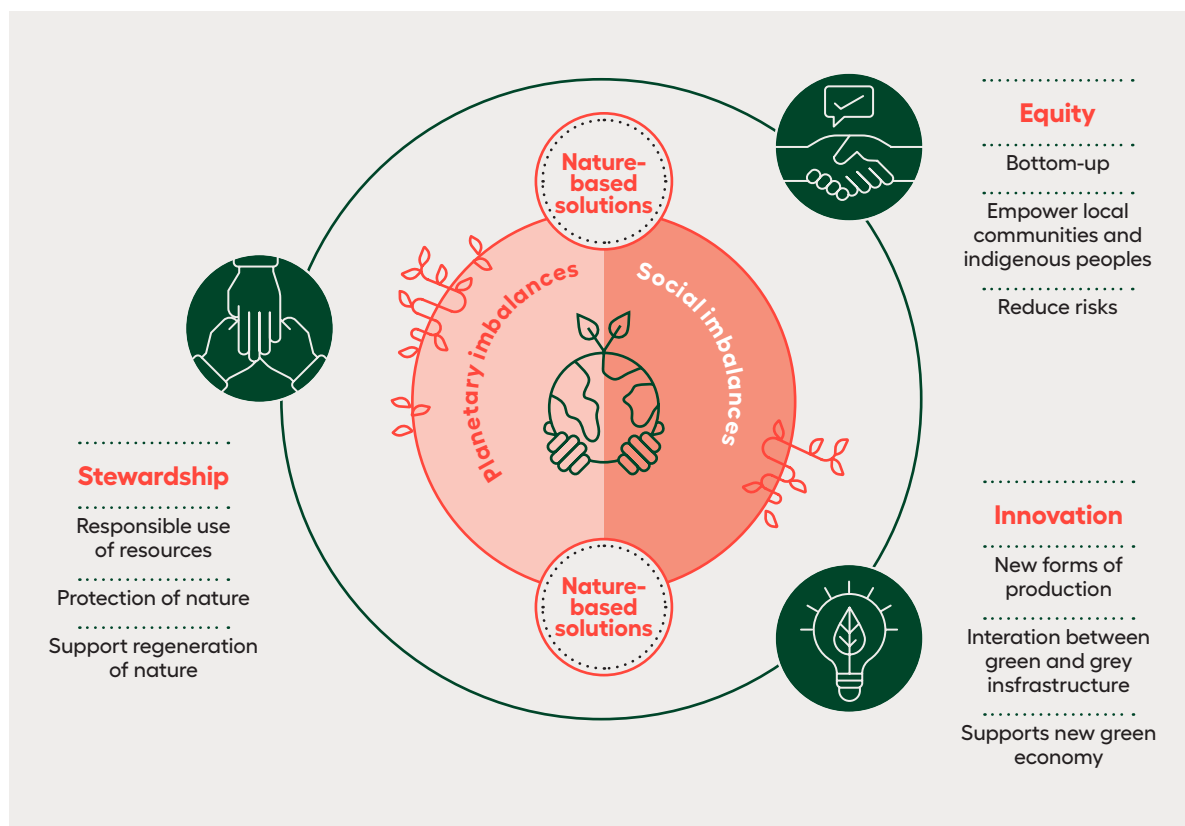 Nature-
based
solutions
Planetary imbalances
Social imbalances
Nature-
based
solutions
Equity
Bottom-up
Empower local
communities and
indigenous peoples
Reduce risks
Stewardship
Responsible use
of resources
Protection of nature
Support regeneration
of nature
Innovation
New forms of
production
Interation between
green and grey
insfrastructure
Supports new green
economy